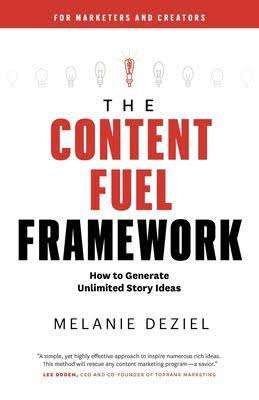 FOR MARKETERS AND CREATORS
THE
CONTENT
FUEL
FRAMEWORK
How to Generate
Unlimited Story Ideas
MELANIE DEZIEL
"A simple, yet highly effective approach to inspire numerous rich ideas.
This method will rescue any content marketing program—a savior."
LEE ODDEN, CEO AND CO-FOUNDER OF TOPRANK MARKETING